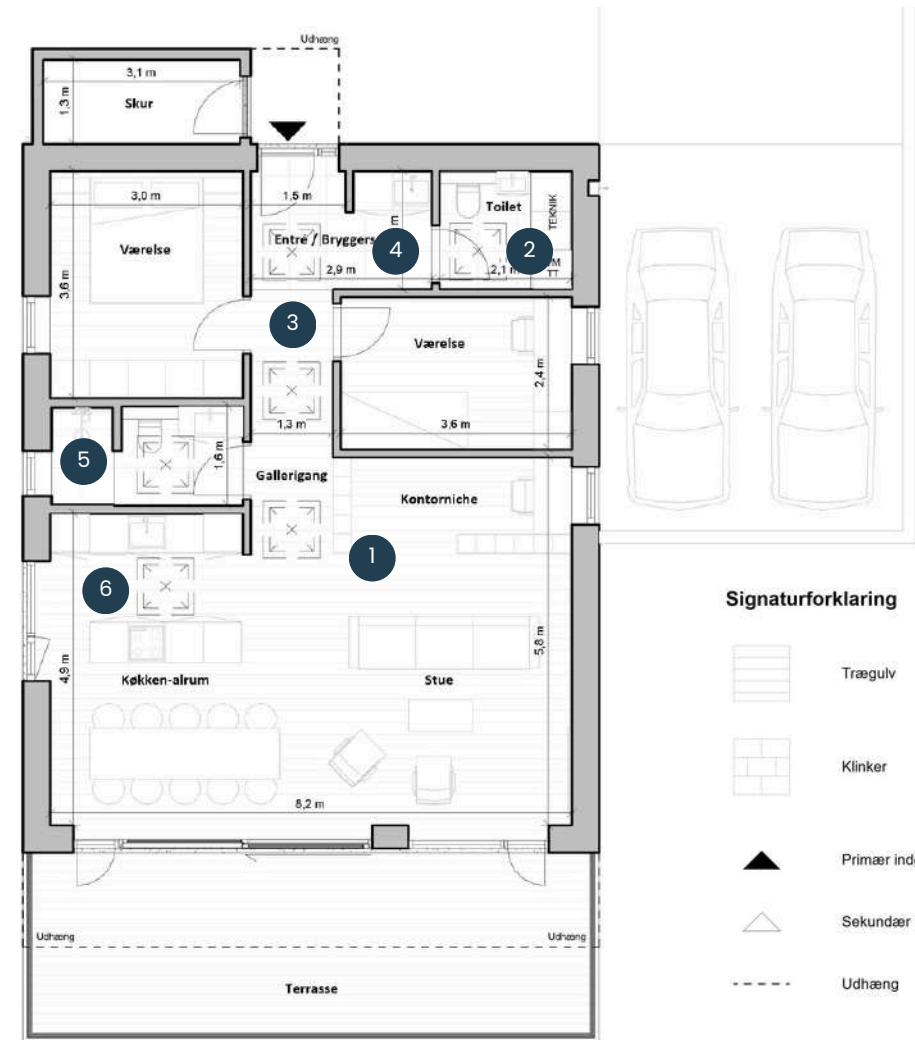 Udhæng
3,1 m
1,3 m
Skur
3,0 m
1,5 m
Toilet
TEKNIK
Værelse
Entré / Bryggers
4
2
2,9 m
2,1 m
TT
3,6 m
3
Værelse
2,4 m
1,3 m
3,6 m
1,6 m
5
Gallerigang
Kontorniche
1
6
4,9 m
5,8 m
Køkken-alrum
Stue
8,2 m
Udhæng
Udhæng
Terrasse
Signaturforklaring
Trægulv
Klinker
Primær ind
Sekundær
Udhæng